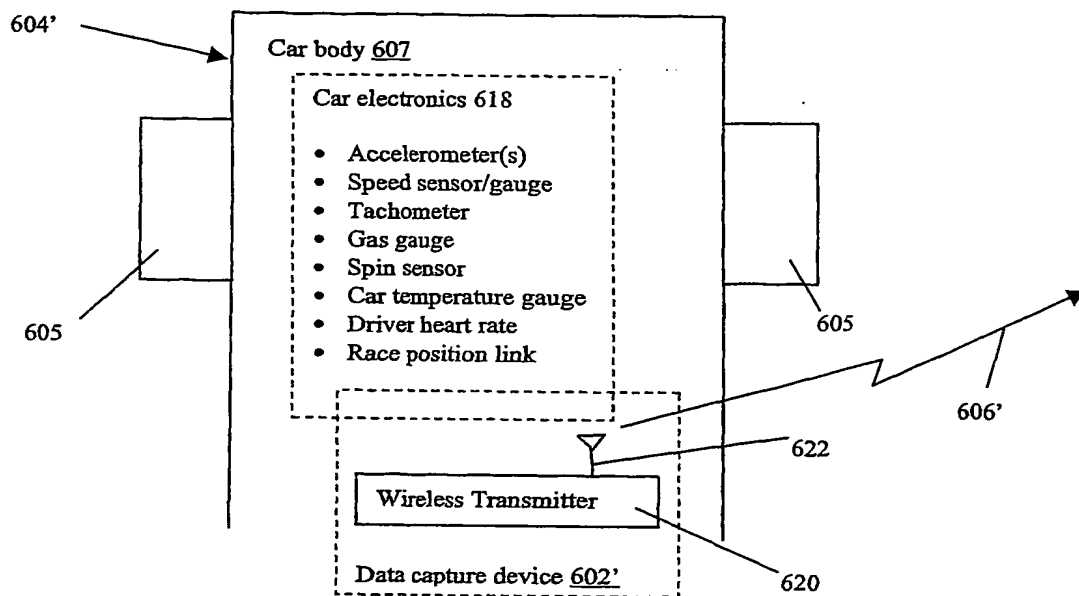 604'
Car body 607
Car electronics 618
• Accelerometer(s)
• Speed sensor/gauge
• Tachometer
• Gas gauge
• Spin sensor
• Car temperature gauge
• Driver heart rate
• Race position link
605
605
606'
622
Wireless Transmitter
620
Data capture device 602'